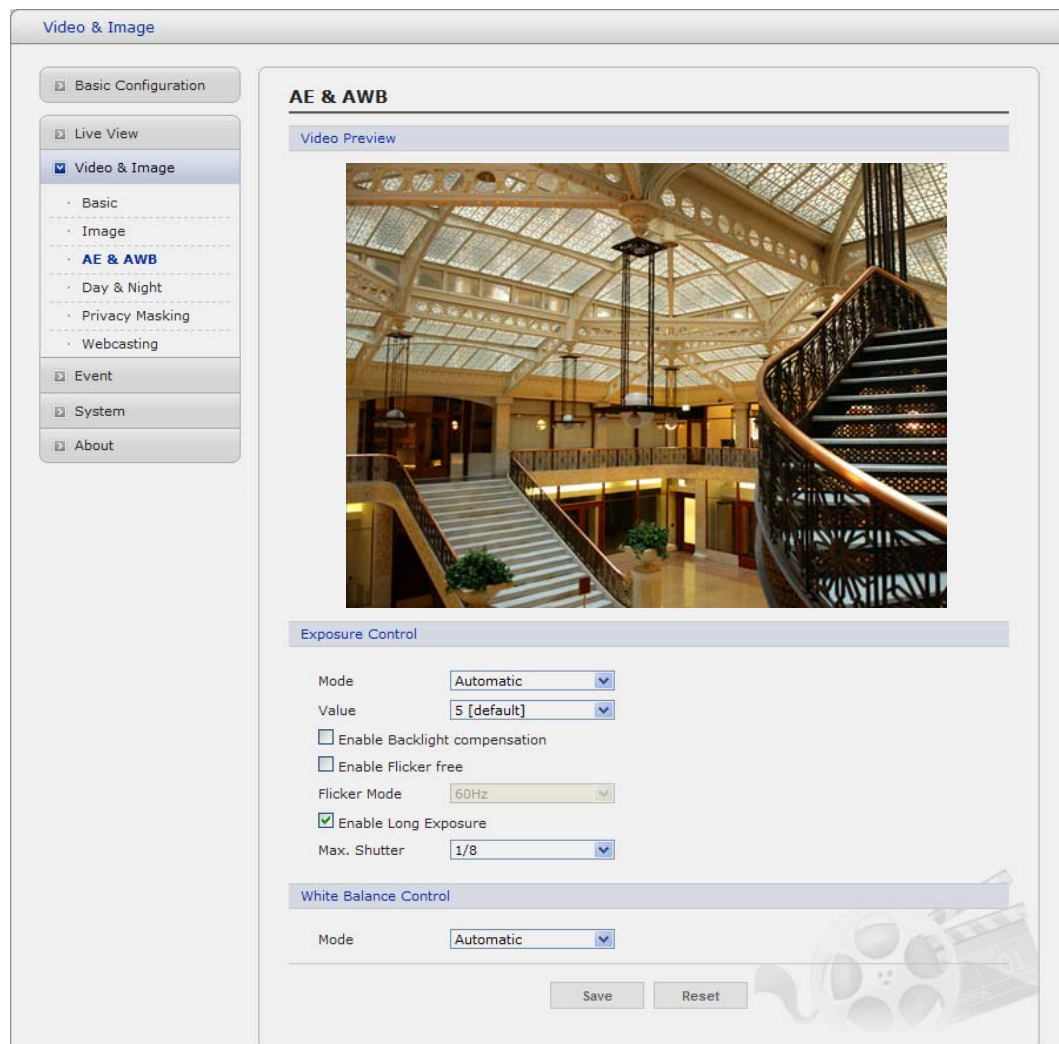 Video & Image
Basic Configuration
Live View
Video & Image
Basic
Image
AE & AWB
Day & Night
Privacy Masking
Webcasting
Event
System
About
AE & AWB
Video Preview
Exposure Control
Mode Automatic
Value 5 [default]
Enable Backlight compensation
Enable Flicker free
Flicker Mode 60Hz
Enable Long Exposure
Max. Shutter 1/8
White Balance Control
Mode Automatic
Save Reset